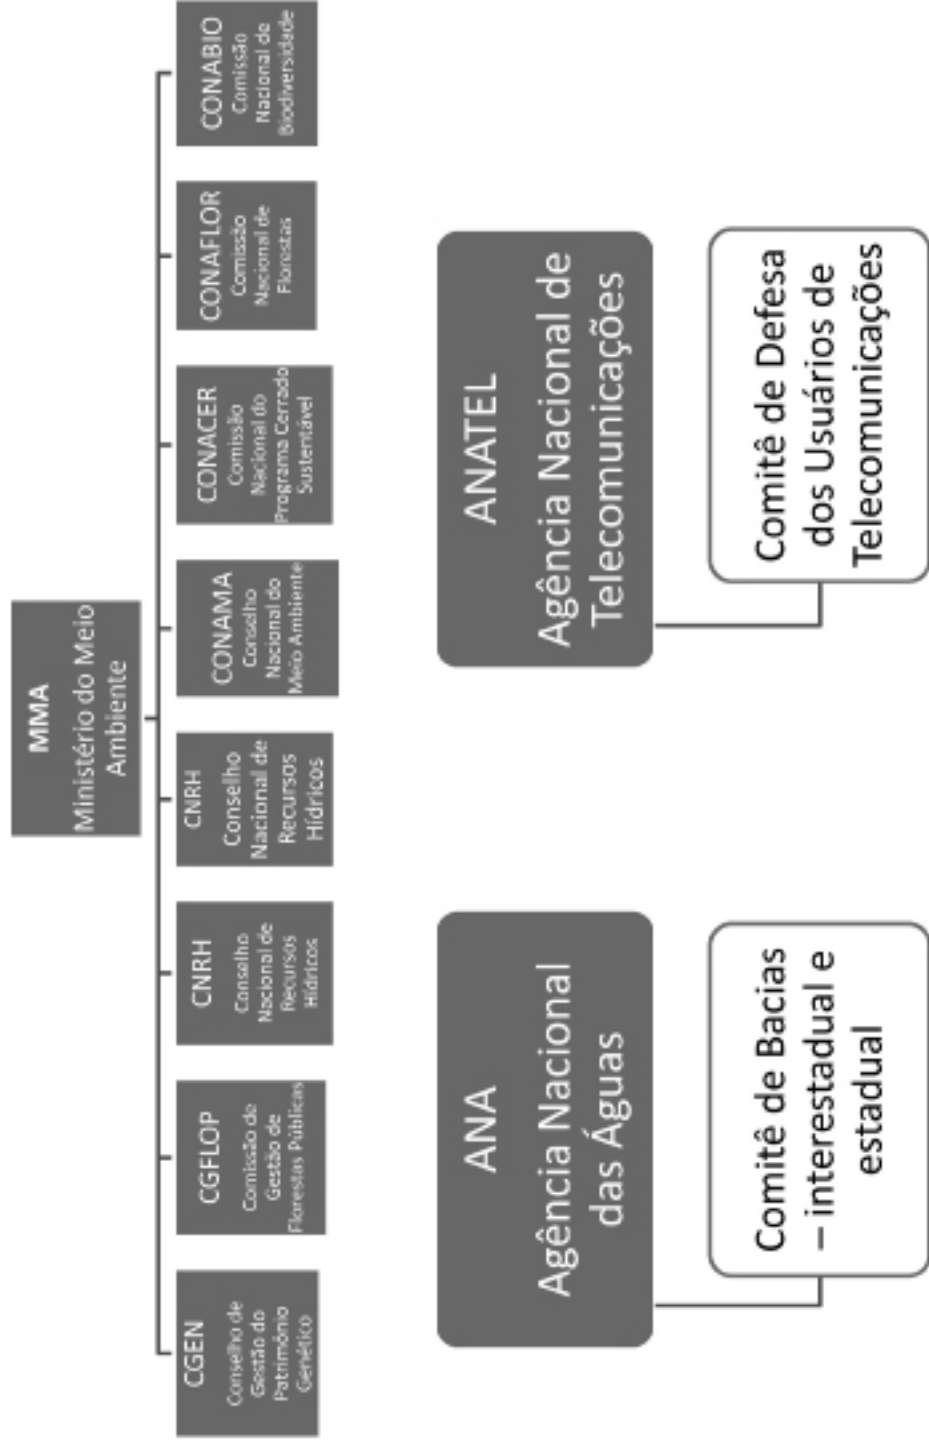 MMA
Ministério do Meio
Ambiente
CGEN
Conselho de
Gestão do
Patrimônio
Genético
CGFLOP
Comissão de
Gestão de
Florestas Públicas
CNRH
Conselho
Nacional de
Recursos
Hídricos
CNRH
Conselho
Nacional de
Recursos
Hídricos
CONAMA
Conselho
Nacional do
Meio Ambiente
CONACER
Comissão
Nacional do
Programa Cerrado
Sustentável
CONAFLOR
Comissão
Nacional de
Florestas
CONABIO
Comissão
Nacional de
Biodiversidade
ANA
Agência Nacional
das Águas
Comitê de Bacias
– interestadual e
estadual
ANATEL
Agência Nacional de
Telecomunicações
Comitê de Defesa
dos Usuários de
Telecomunicações